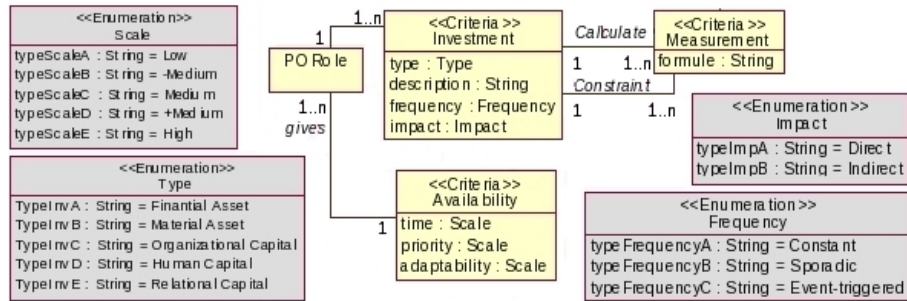 <<Enumeration>>
Scale
typeScaleA : String = Low
typeScaleB : String = -Medium
typeScaleC : String = Medium
typeScaleD : String = +Medium
typeScaleE : String = High
<<Enumeration>>
Type
TypeInvA : String = Finantial Asset
TypeInvB : String = Material Asset
TypeInvC : String = Organizational Capital
TypeInvD : String = Human Capital
TypeInvE : String = Relational Capital
PO Role
1
1..n
1..n
gives
1
<<Criteria>>
Investment
type : Type
description : String
frequency : Frequency
impact : Impact
Calculate
1
1..n
Constraint
1
1..n
<<Criteria>>
Measurement
formule : String
<<Criteria>>
Availability
time : Scale
priority : Scale
adaptability : Scale
<<Enumeration>>
Impact
typeImpA : String = Direct
typeImpB : String = Indirect
<<Enumeration>>
Frequency
typeFrequencyA : String = Constant
typeFrequencyB : String = Sporadic
typeFrequencyC : String = Event-triggered